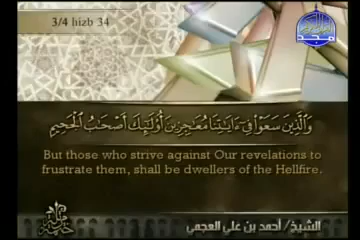 3/4 hizb 34
وَالَّذِينَ سَعَوْا فِي ءَايَاتِنَا مُعَاجِزِينَ أُولَٰئِكَ أَصْحَابُ الْجَحِيمِ
But those who strive against Our revelations to
frustrate them, shall be dwellers of the Hellfire.
الشيخ/ أحمد بن علي العجمي